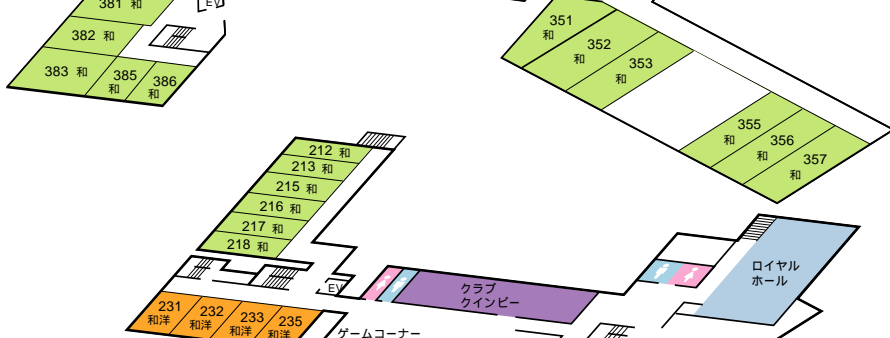 381 和
EV
382 和
383 和
385
和
386
和
351
和
352
和
353
和
355
和
356
和
357
和
212 和
213 和
215 和
216 和
217 和
218 和
EV
231
和洋
232
和洋
233
和洋
235
和洋
クラブ
クインビー
ロイヤル
ホール
ゲームコーナー